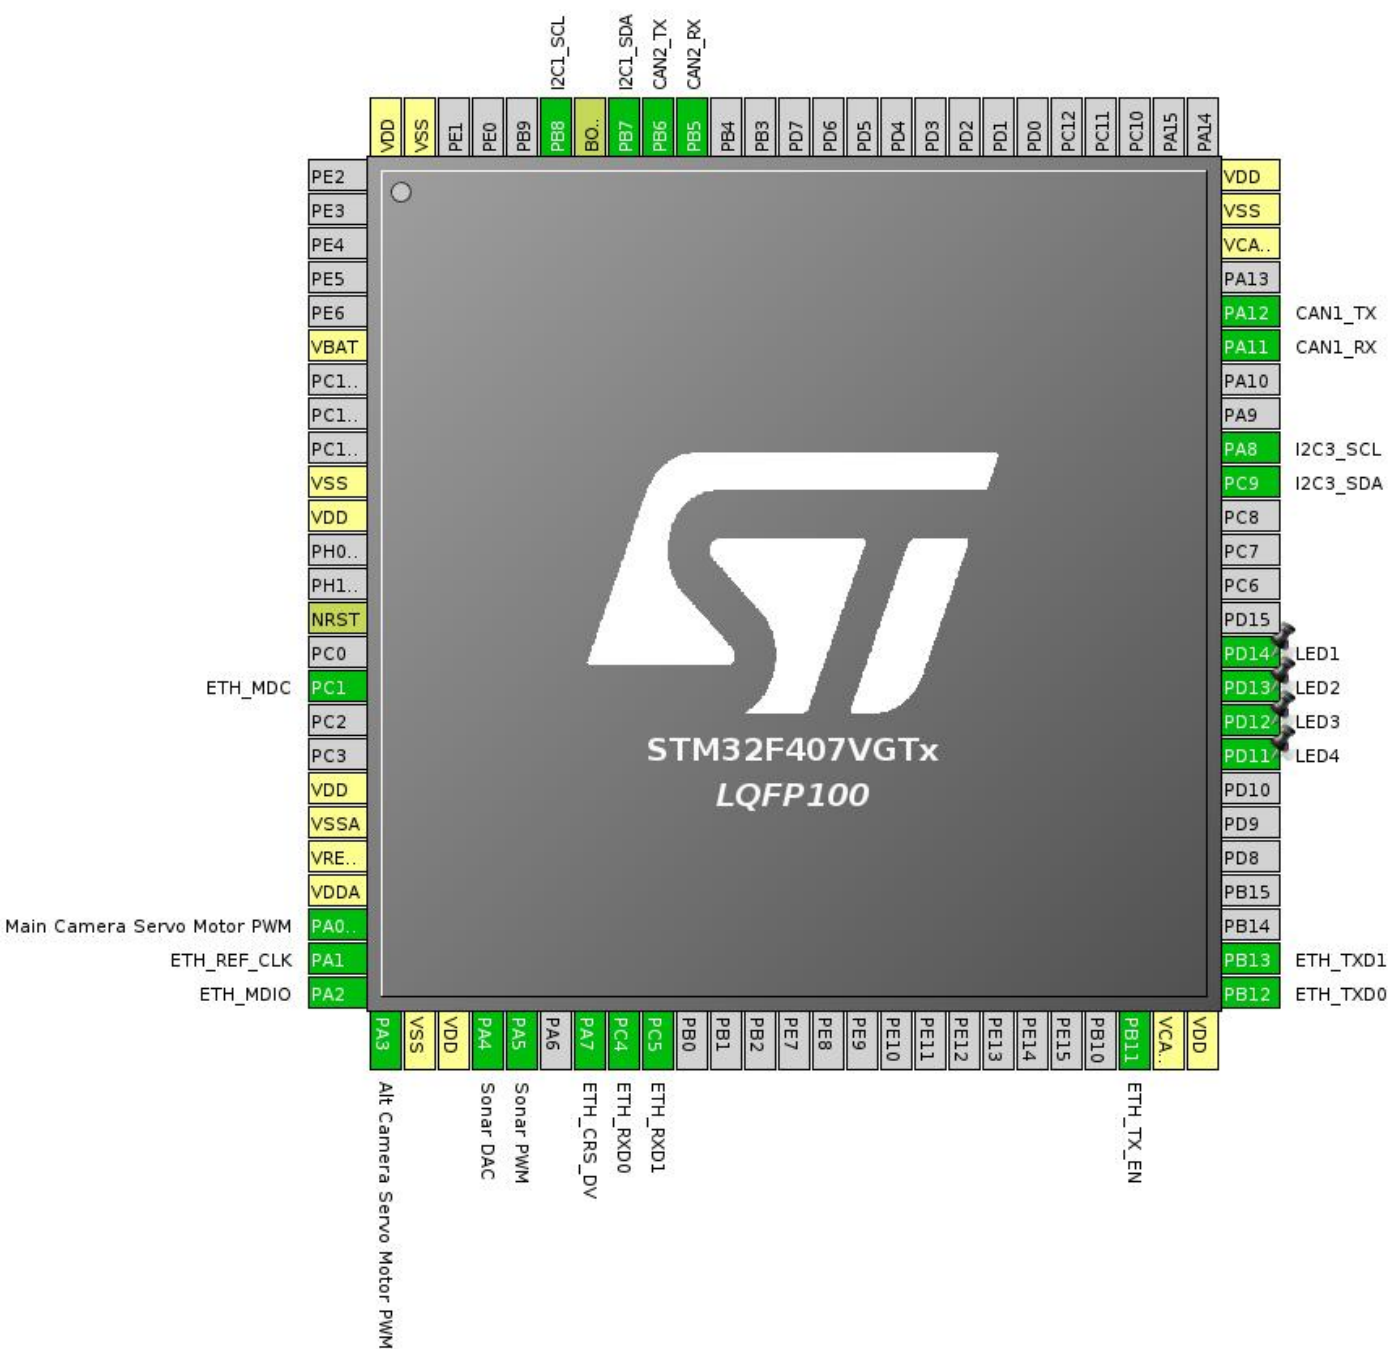 I2C1_SCL
I2C1_SDA
CAN2_TX
CAN2_RX
VDD
VSS
PE1
PE0
PB9
PB8
BO..
PB7
PB6
PB5
PB4
PB3
PD7
PD6
PD5
PD4
PD3
PD2
PD1
PD0
PC12
PC11
PC10
PA15
PA14
PE2
PE3
PE4
PE5
PE6
VBAT
PC1..
PC1..
PC1..
VSS
VDD
PH0..
PH1..
NRST
PC0
ETH_MDC PC1
PC2
PC3
VDD
VSSA
VRE..
VDDA
Main Camera Servo Motor PWM PA0..
ETH_REF_CLK PA1
ETH_MDIO PA2
STM32F407VGTx
LQFP100
VDD
VSS
VCA..
PA13
PA12 CAN1_TX
PA11 CAN1_RX
PA10
PA9
PA8 I2C3_SCL
PC9 I2C3_SDA
PC8
PC7
PC6
PD15
PD14 LED1
PD13 LED2
PD12 LED3
PD11 LED4
PD10
PD9
PD8
PB15
PB14
PB13 ETH_TXD1
PB12 ETH_TXD0
PA3
VSS
VDD
PA4
PA5
PA6
PA7
PC4
PC5
PB0
PB1
PB2
PE7
PE8
PE9
PE10
PE11
PE12
PE13
PE14
PE15
PB10
PB11
VCA..
VDD
Alt Camera Servo Motor PWM
Sonar DAC
Sonar PWM
ETH_CRS_DV
ETH_RXD0
ETH_RXD1
ETH_TX_EN